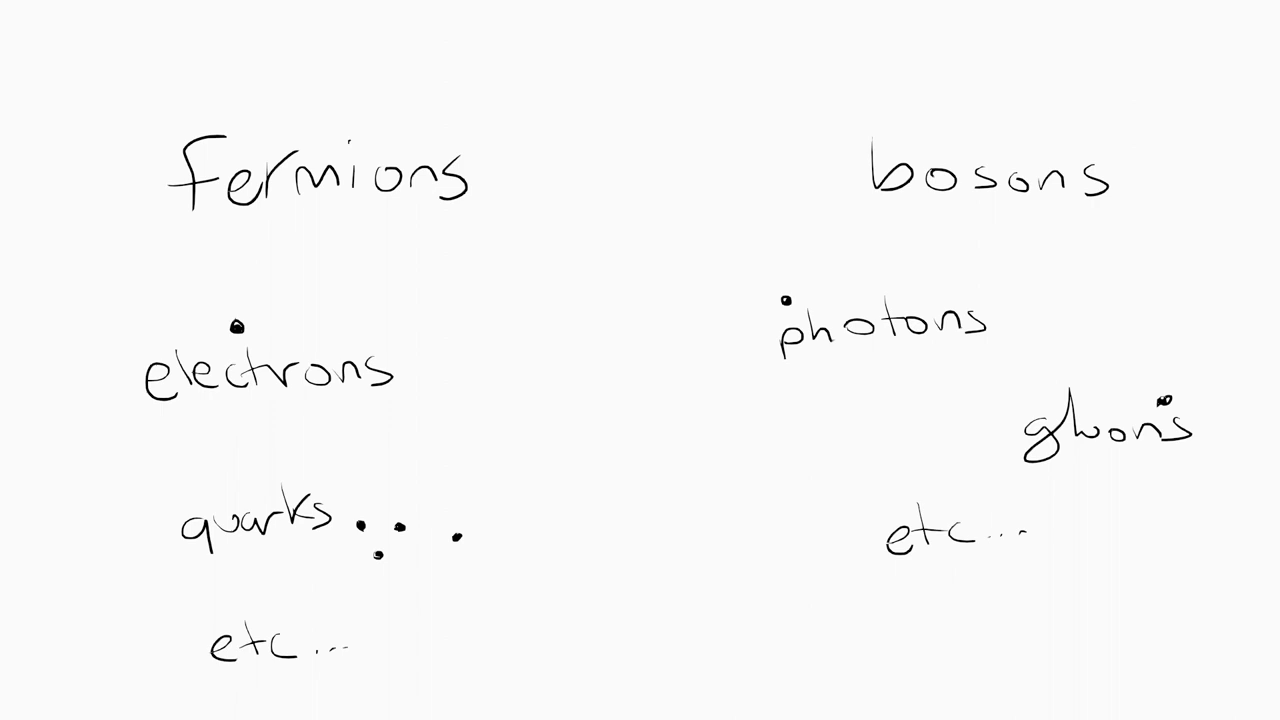 fermions
electrons
quarks
etc...
bosons
photons
gluons
etc...